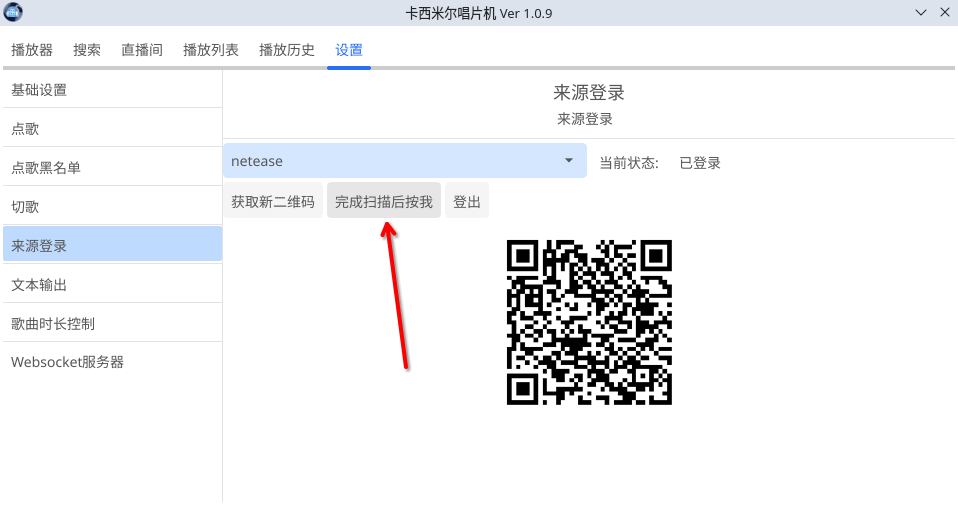 卡西米尔唱片机 Ver 1.0.9
播放器 搜索 直播间 播放列表 播放历史 设置
基础设置
点歌
点歌黑名单
切歌
来源登录
文本输出
歌曲时长控制
Websocket服务器
来源登录
来源登录
netease 当前状态: 已登录
获取新二维码 完成扫描后按我 登出